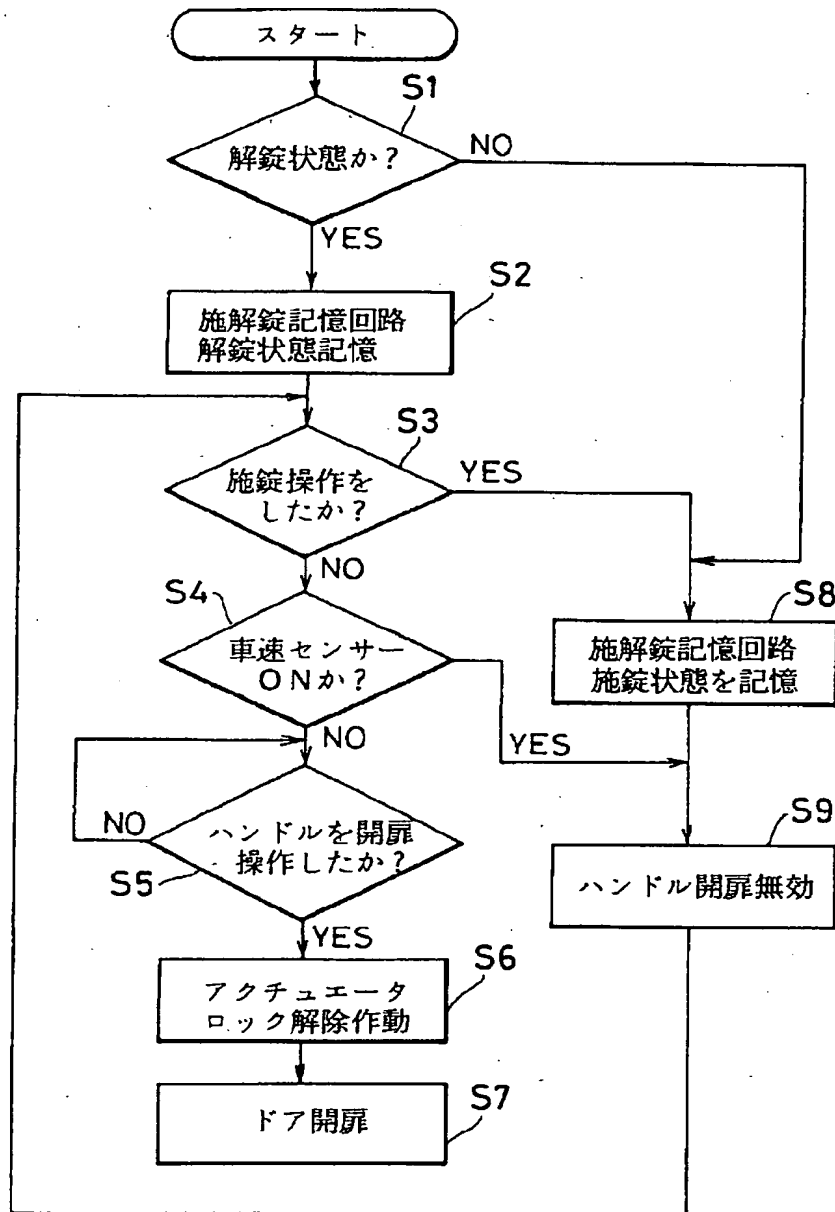 スタート
S1
解錠状態か?
NO
YES
S2
施解錠記憶回路
解錠状態記憶
S3
施錠操作を
したか?
YES
NO
S4
車速センサー
ONか?
S8
施解錠記憶回路
施錠状態を記憶
NO
YES
NO
ハンドルを開扉
操作したか?
S5
S9
ハンドル開扉無効
YES
S6
アクチュエータ
ロック解除作動
S7
ドア開扉